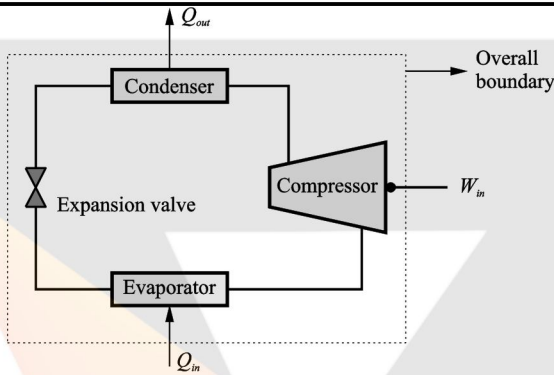 Q_out
Condenser
Overall
boundary
Compressor
W_in
Expansion valve
Evaporator
Q_in